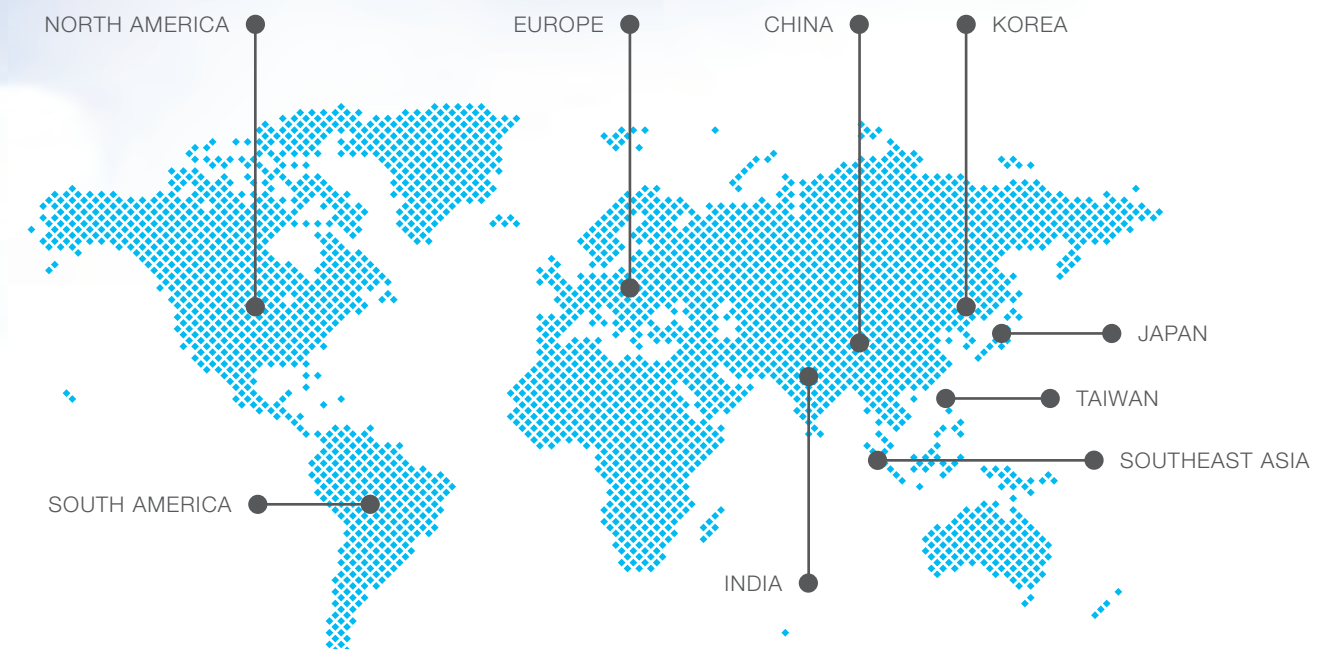 NORTH AMERICA
EUROPE
CHINA
KOREA
JAPAN
TAIWAN
SOUTHEAST ASIA
SOUTH AMERICA
INDIA